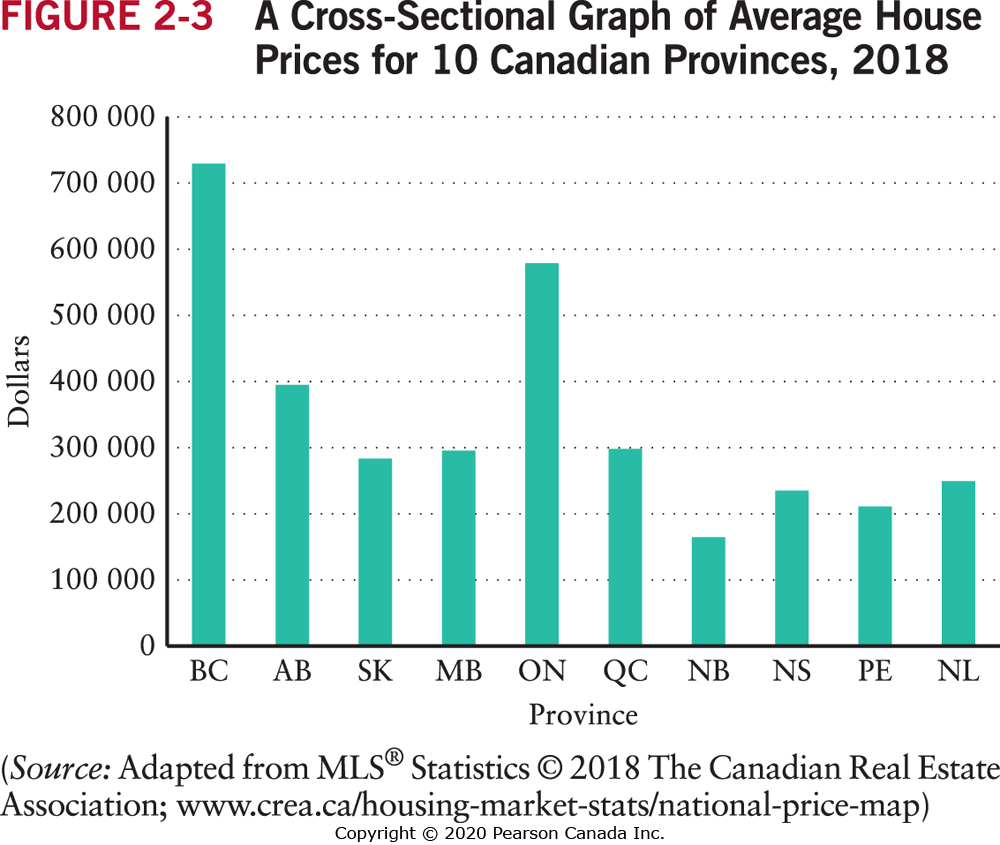 FIGURE 2-3 A Cross-Sectional Graph of Average House
Prices for 10 Canadian Provinces, 2018
800 000
700 000
600 000
500 000
400 000
300 000
200 000
100 000
0
Dollars
BC AB SK MB ON QC NB NS PE NL
Province
(Source: Adapted from MLS® Statistics © 2018 The Canadian Real Estate
Association; www.crea.ca/housing-market-stats/national-price-map)
Copyright © 2020 Pearson Canada Inc.